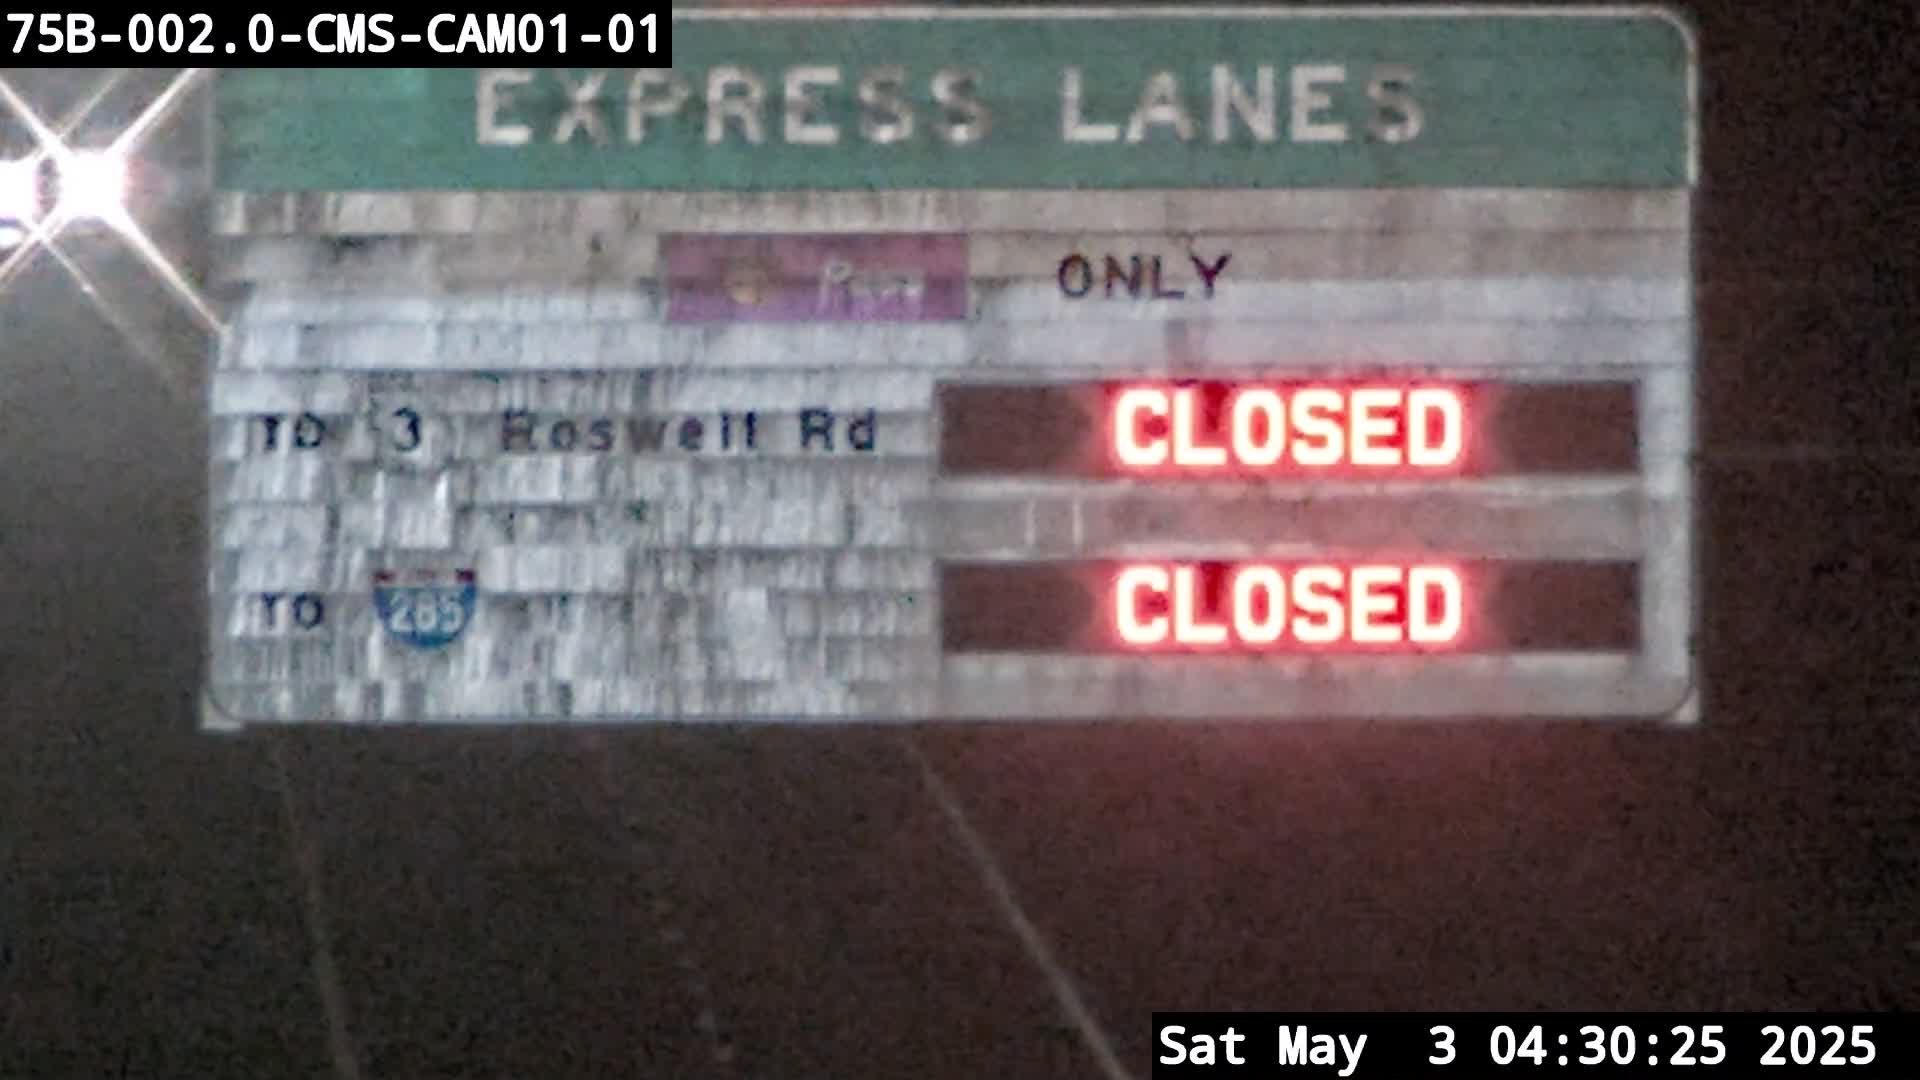 75B-002.0-CMS-CAM01-01
EXPRESS LANES
ONLY
TO 3 Roswell Rd CLOSED
TO 285 CLOSED
Sat May 3 04:30:25 2025